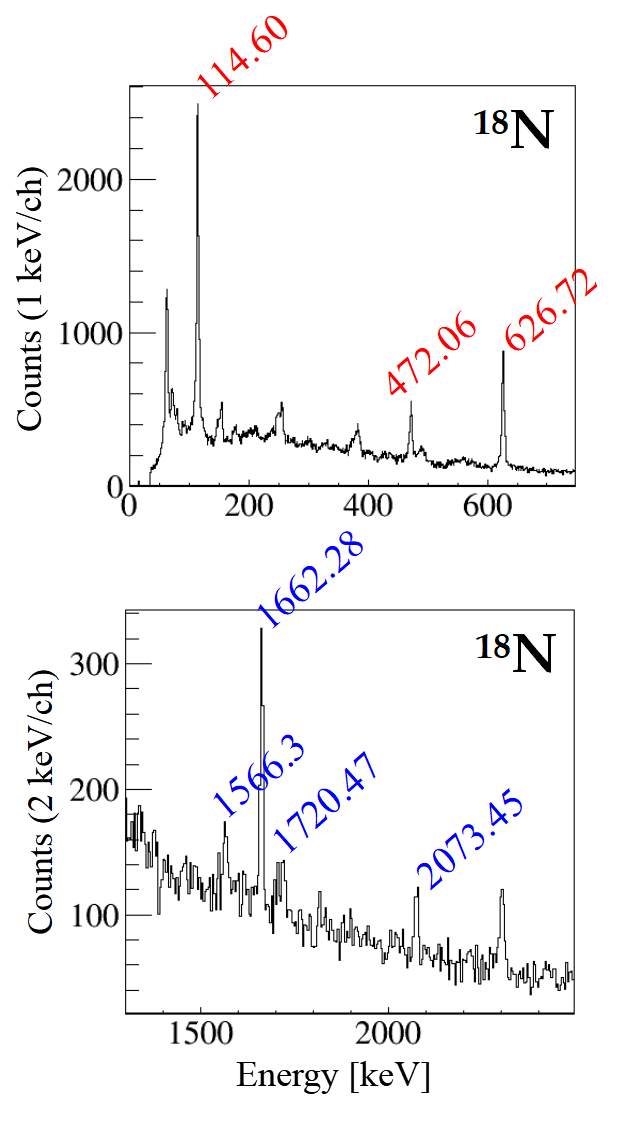 114.60
18N
2000
472.06
626.72
1000
0
Counts (1 keV/ch)
0 200 400 600
1662.28
18N
300
1566.3
1720.47
200
2073.45
100
Counts (2 keV/ch)
1500 2000
Energy [keV]